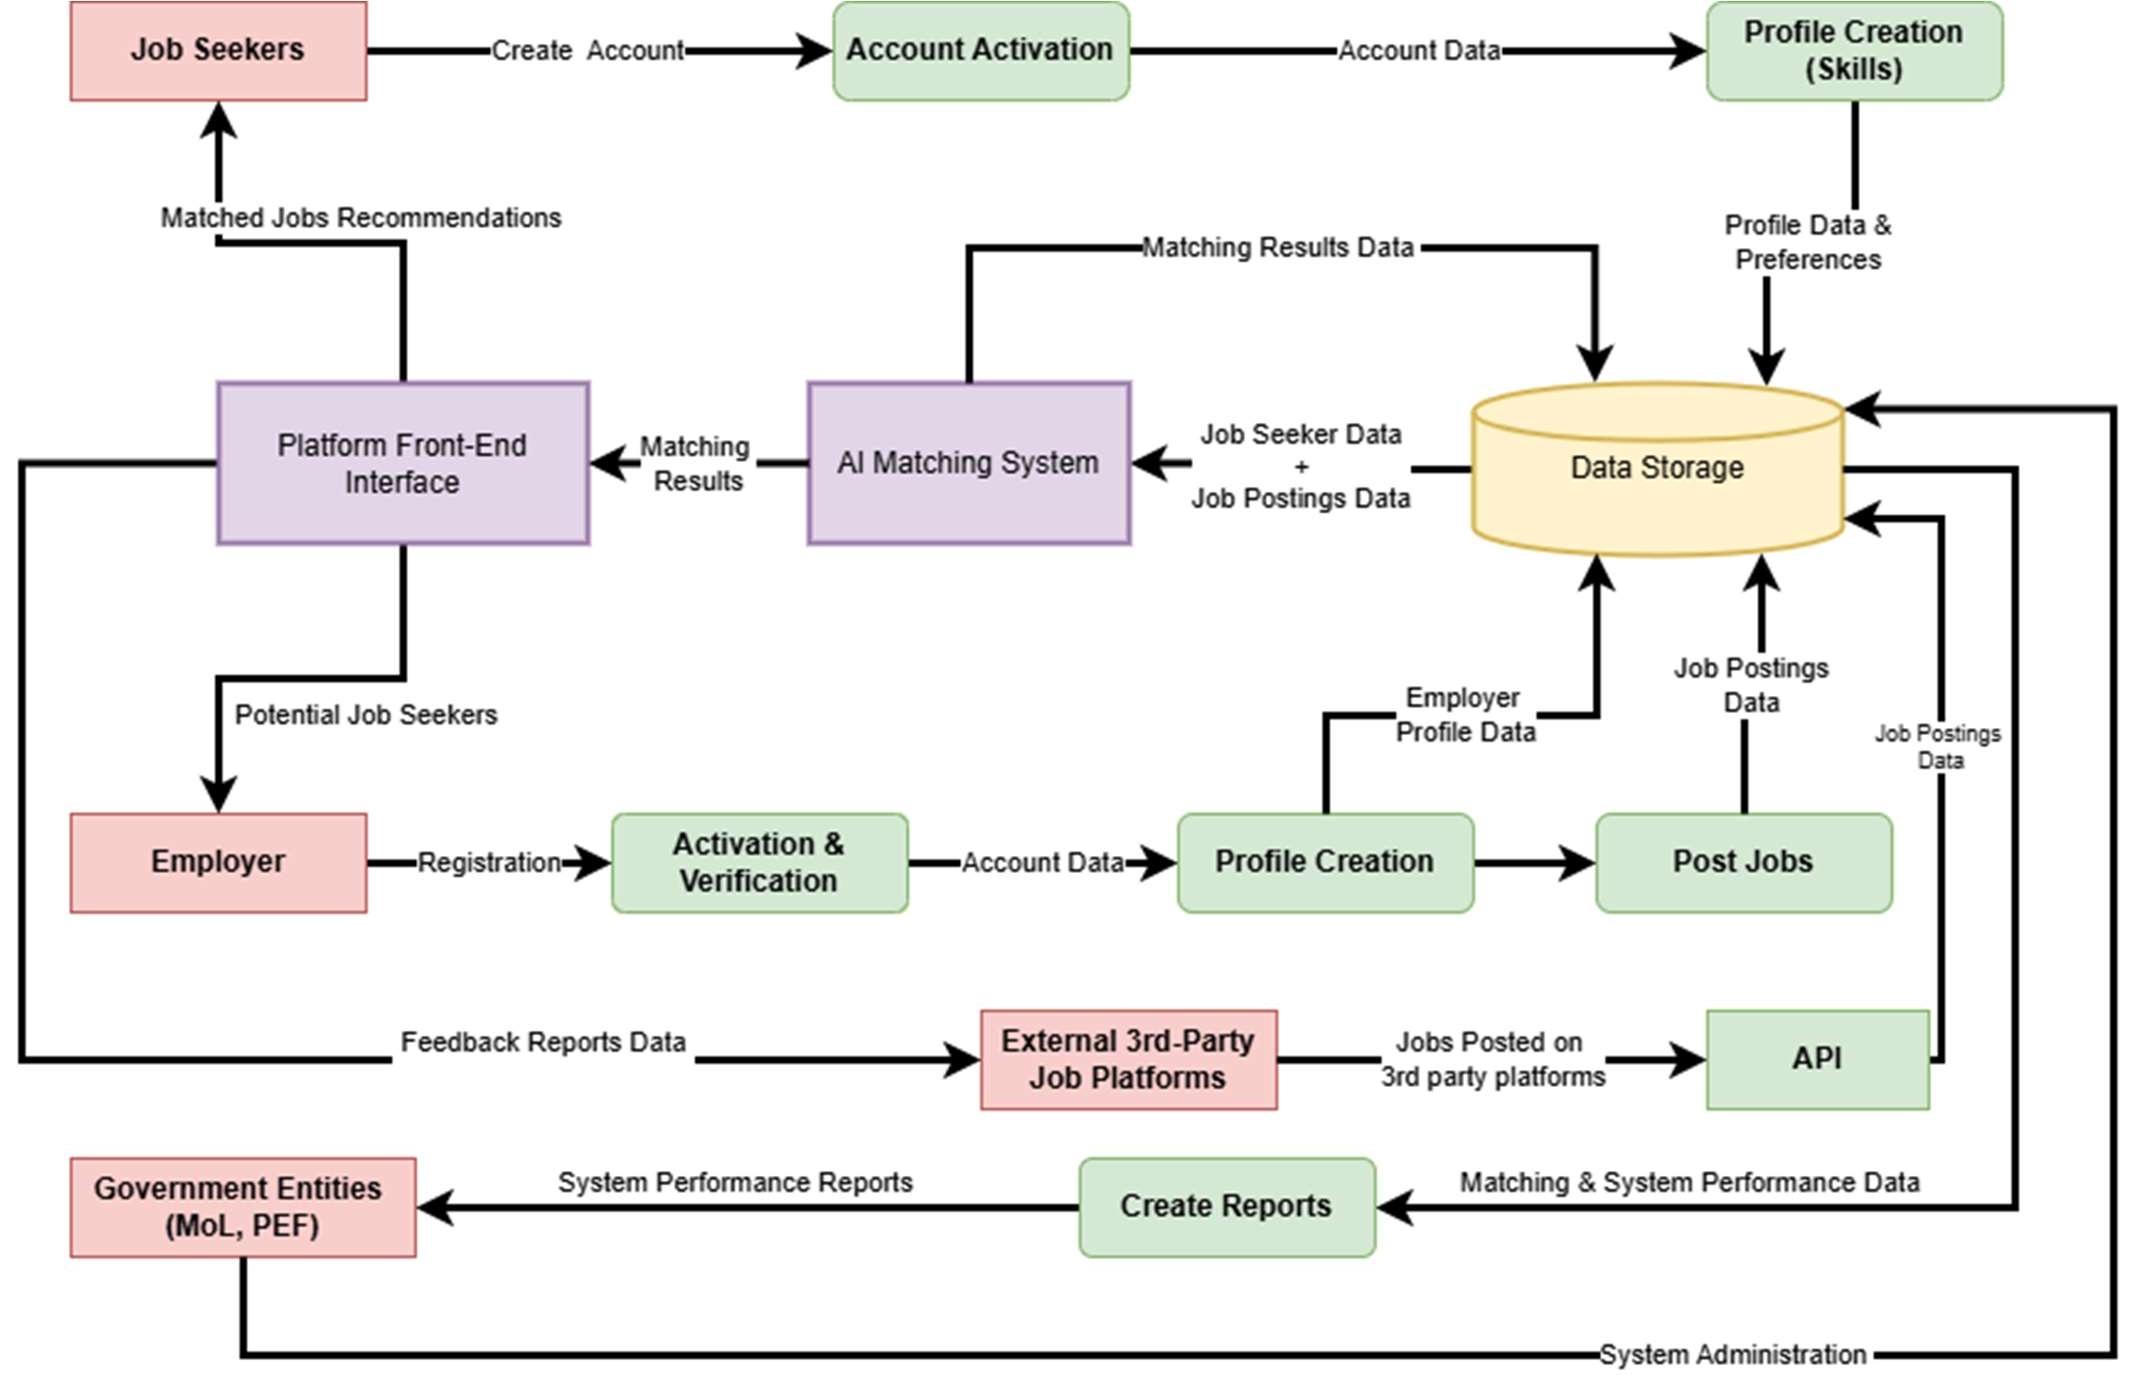 Job Seekers
Create Account
Account Activation
Account Data
Profile Creation
(Skills)
Matched Jobs Recommendations
Matching Results Data
Profile Data &
Preferences
Platform Front-End
Interface
Matching
Results
AI Matching System
Job Seeker Data
+
Job Postings Data
Data Storage
Potential Job Seekers
Employer
Profile Data
Job Postings
Data
Job Postings
Data
Employer
Registration
Activation &
Verification
Account Data
Profile Creation
Post Jobs
Feedback Reports Data
External 3rd-Party
Job Platforms
Jobs Posted on
3rd party platforms
API
Government Entities
(MoL, PEF)
System Performance Reports
Create Reports
Matching & System Performance Data
System Administration